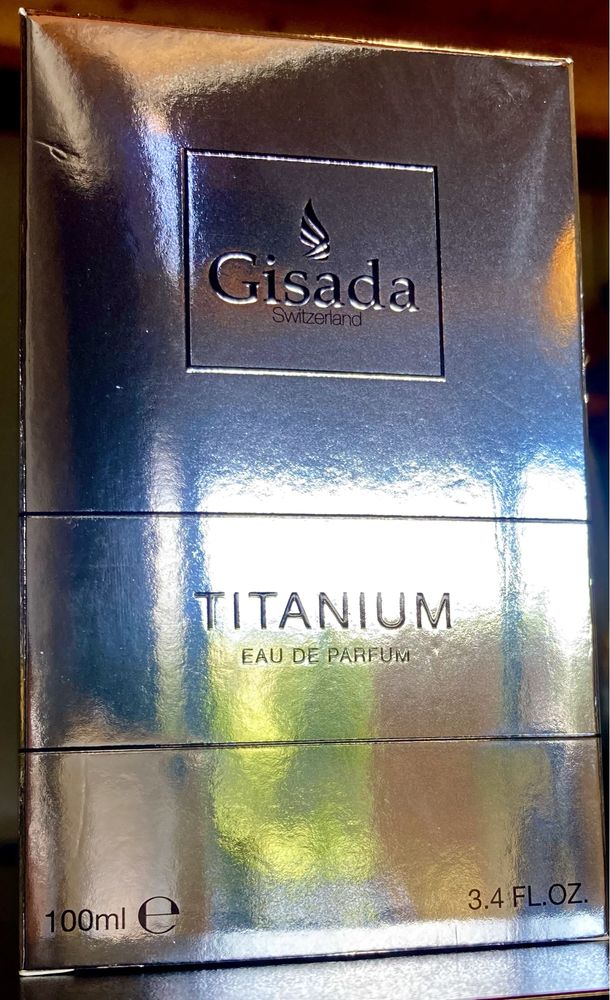 Gisada
Switzerland
TITANIUM
EAU DE PARFUM
100ml ℮
3.4 FL.OZ.